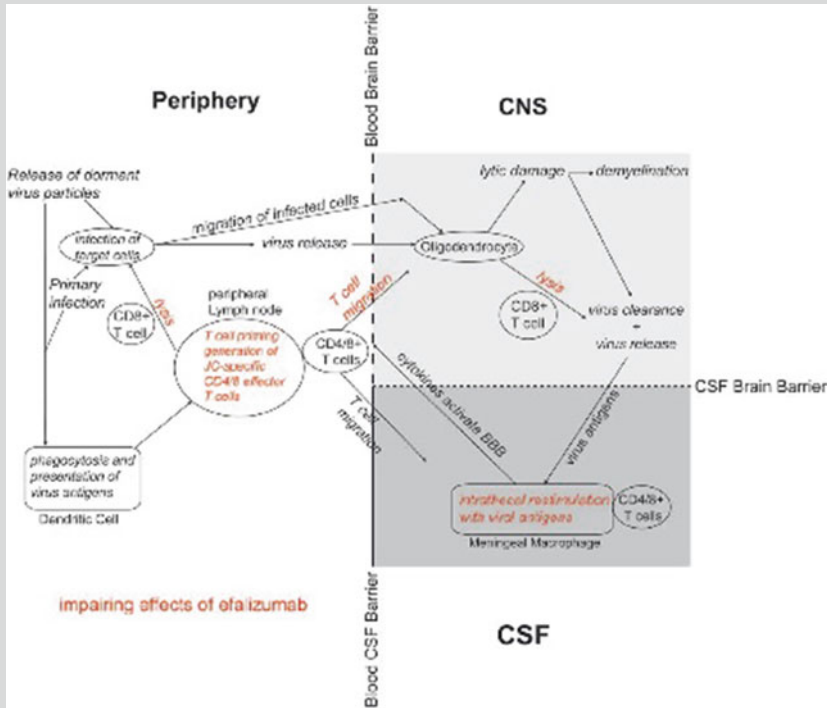 Periphery
CNS
Blood Brain Barrier
Release of dormant
virus particles
infection of
target cells
migration of infected cells
virus release
Oligodendrocyte
lytic damage
demyelination
Primary
infection
lysis
CD8+
T cell
peripheral
Lymph node
T cell priming
generation of
JC-specific
CD4/8 effector
T cells
CD4/8+
T cells
T cell
migration
lysis
CD8+
T cell
virus clearance
+
virus release
CSF Brain Barrier
cytokines activate BBB
T cell
migration
virus antigens
phagocytosis and
presentation of
virus antigens
Dendritic Cell
intrathecal restimulation
with viral antigens
CD4/8+
T cells
Meningeal Macrophage
impairing effects of efalizumab
Blood CSF Barrier
CSF